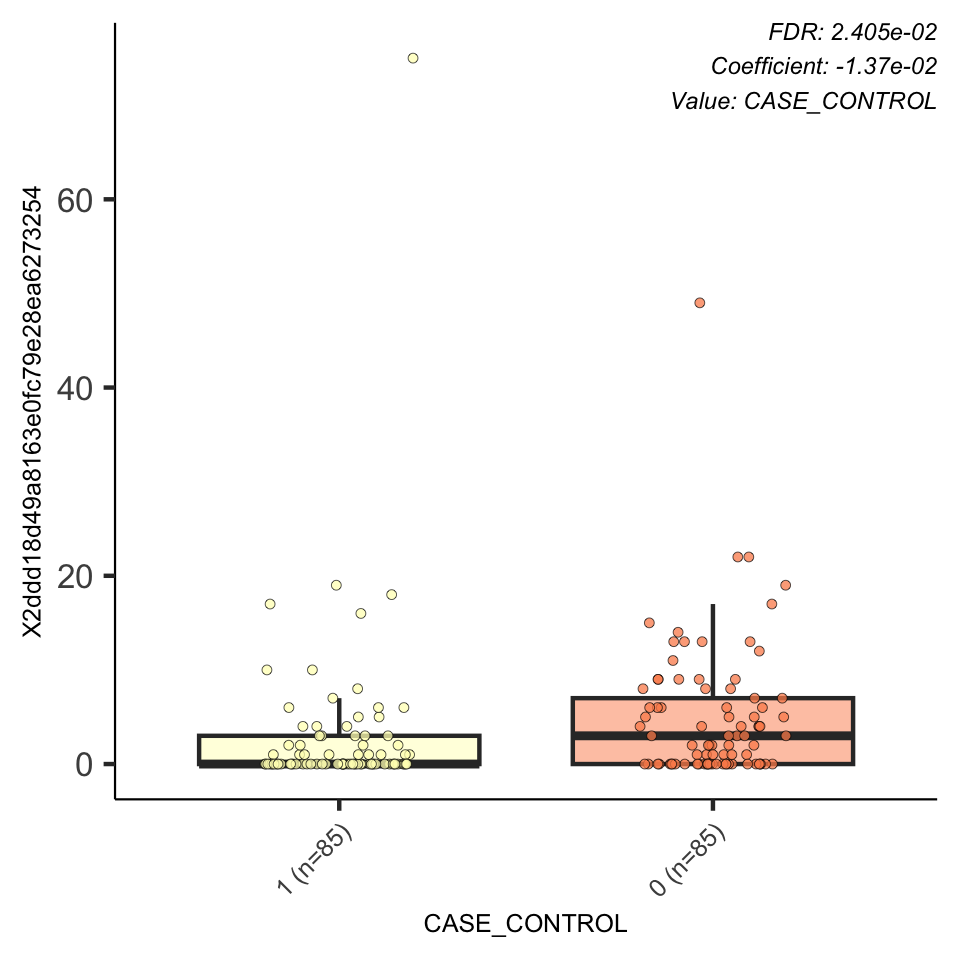 FDR: 2.405e-02
Coefficient: -1.37e-02
Value: CASE_CONTROL
X2ddd18d49a8163e0fc79e28ea6273254
60
40
20
0
1 (n=85)
0 (n=85)
CASE_CONTROL